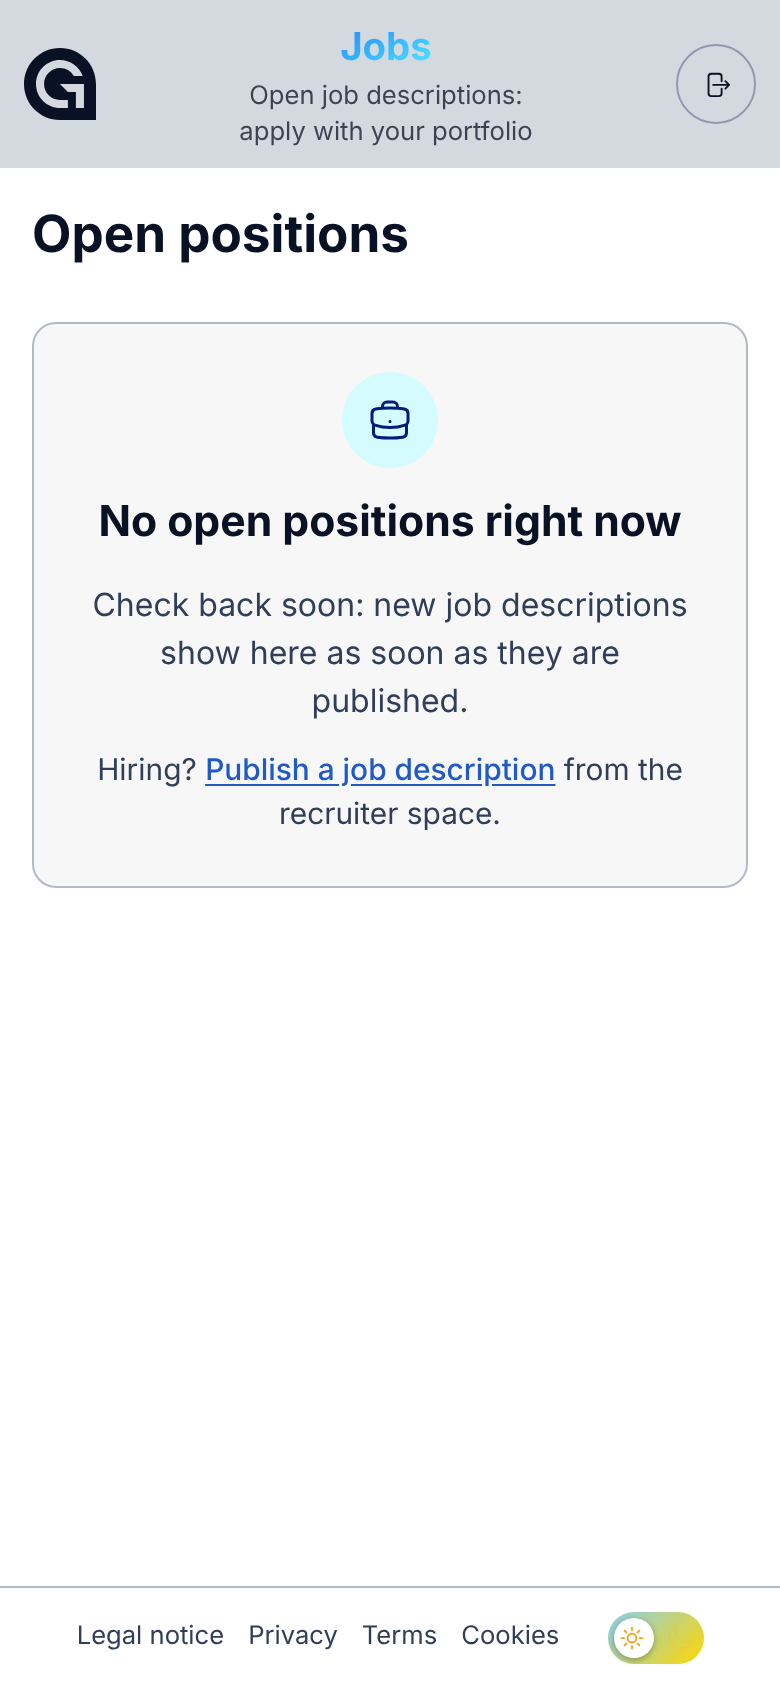 Jobs
Open job descriptions:
apply with your portfolio
Open positions
No open positions right now
Check back soon: new job descriptions
show here as soon as they are
published.
Hiring? Publish a job description from the
recruiter space.
Legal notice Privacy Terms Cookies